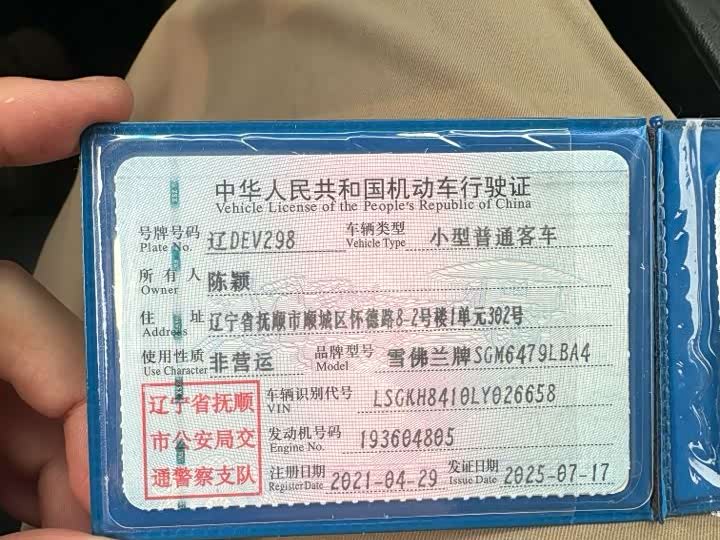 中华人民共和国机动车行驶证
Vehicle License of the People's Republic of China
号牌号码 辽DEV298 车辆类型 小型普通客车
Plate No. Vehicle Type
所有人 陈颖
Owner
住址 辽宁省抚顺市顺城区怀德路8-2号楼1单元302号
Address
使用性质 非营运 品牌型号 雪佛兰牌SGM6479LBA4
Use Character Model
辽宁省抚顺市公安局交通警察支队
车辆识别代号 LSGKH8410LY026658
VIN
发动机号码 193604805
Engine No.
注册日期 2021-04-29 发证日期 2025-07-17
Register Date Issue Date